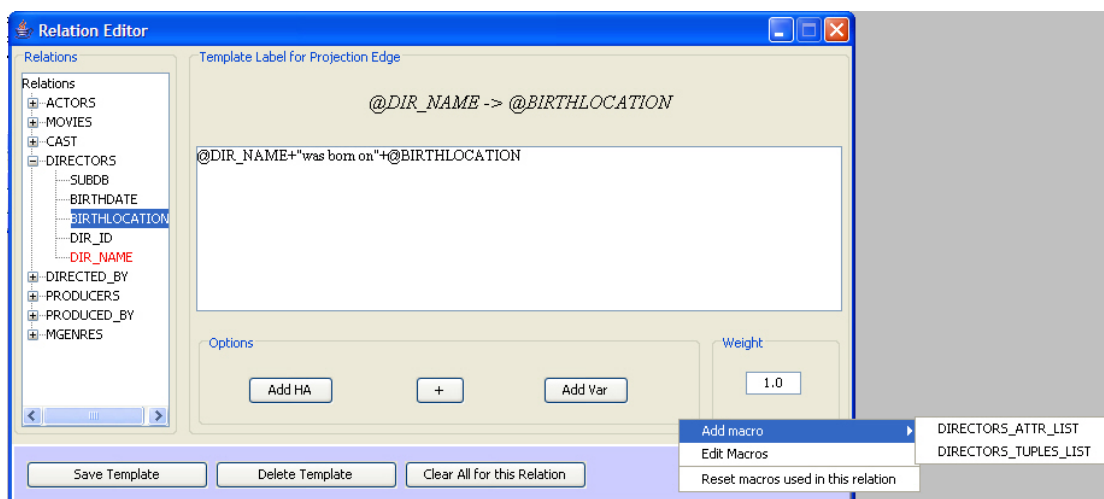 Relation Editor
Relations
Relations
ACTORS
MOVIES
CAST
DIRECTORS
SUBDB
BIRTHDATE
BIRTHLOCATION
DIR_ID
DIR_NAME
DIRECTED_BY
PRODUCERS
PRODUCED_BY
MGENRES
Template Label for Projection Edge
@DIR_NAME -> @BIRTHLOCATION
@DIR_NAME+"was born on"+@BIRTHLOCATION
Options
Add HA
+
Add Var
Weight
1.0
Save Template
Delete Template
Clear All for this Relation
Add macro
Edit Macros
Reset macros used in this relation
DIRECTORS_ATTR_LIST
DIRECTORS_TUPLES_LIST